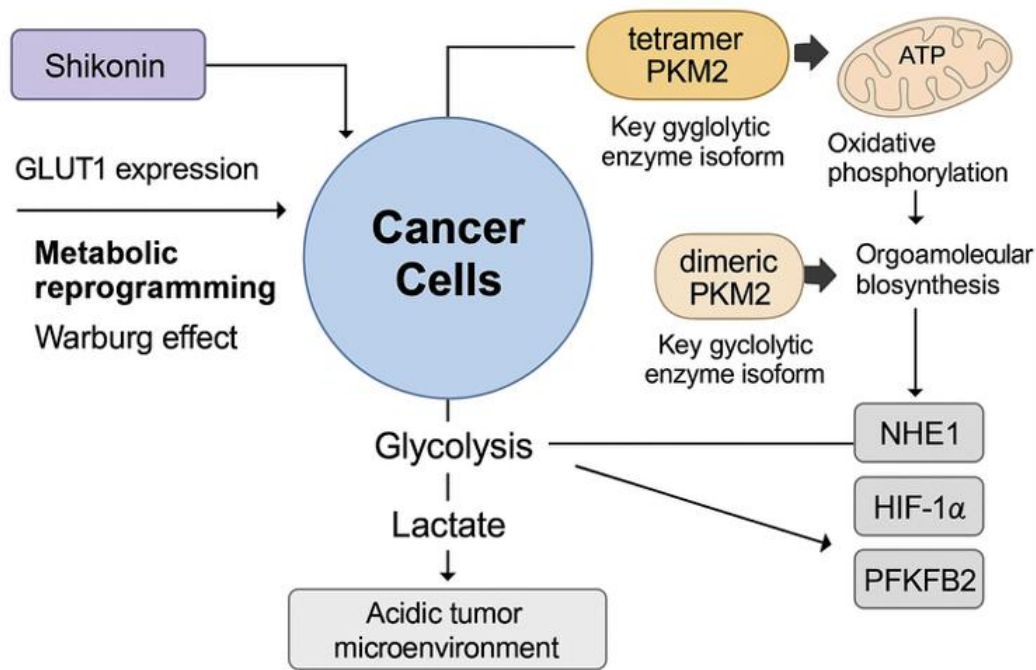 Shikonin
GLUT1 expression
Metabolic
reprogramming
Warburg effect
Cancer
Cells
tetramer
PKM2
Key gyglolytic
enzyme isoform
ATP
Oxidative
phosphorylation
dimeric
PKM2
Key gyclolytic
enzyme isoform
Orgoamolecular
blosynthesis
Glycolysis
Lactate
Acidic tumor
microenvironment
NHE1
HIF-1α
PFKFB2